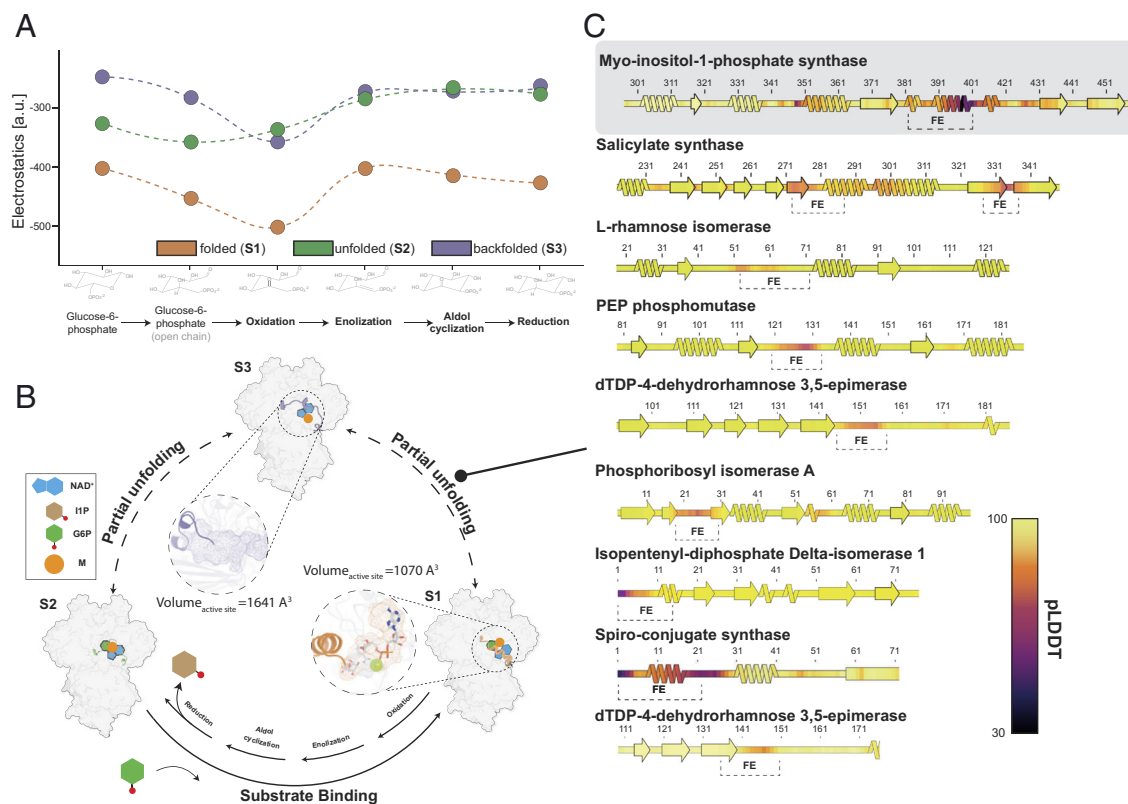 A
Electrostatics [a.u.]
-300
-400
-500
folded (S1)
unfolded (S2)
backfolded (S3)
Glucose-6-
phosphate
Glucose-6-
phosphate
(open chain)
Oxidation
Enolization
Aldol
cyclization
Reduction
B
S3
Partial unfolding
Partial unfolding
NAD+
I1P
G6P
M
Volume active site =1641 A³
Volume active site =1070 A³
S2
S1
Reduction
Aldol
cyclization
Enolization
Oxidation
Substrate Binding
C
Myo-inositol-1-phosphate synthase
301 311 321 331 341 351 361 371 381 391 401 421 431 441 451
FE
Salicylate synthase
231 241 251 261 271 281 291 301 311 321 331 341
FE FE
L-rhamnose isomerase
21 31 41 51 61 71 81 91 101 111 121
FE
PEP phosphomutase
81 91 101 111 121 131 141 151 161 171 181
FE
dTDP-4-dehydrorhamnose 3,5-epimerase
101 111 121 131 141 151 161 171 181
FE
Phosphoribosyl isomerase A
11 21 31 41 51 61 71 81 91
FE
Isopentenyl-diphosphate Delta-isomerase 1
1 11 21 31 41 51 61 71
FE
Spiro-conjugate synthase
1 11 21 31 41 51 61 71
FE
dTDP-4-dehydrorhamnose 3,5-epimerase
111 121 131 141 151 161 171
FE
100
pLDDT
30